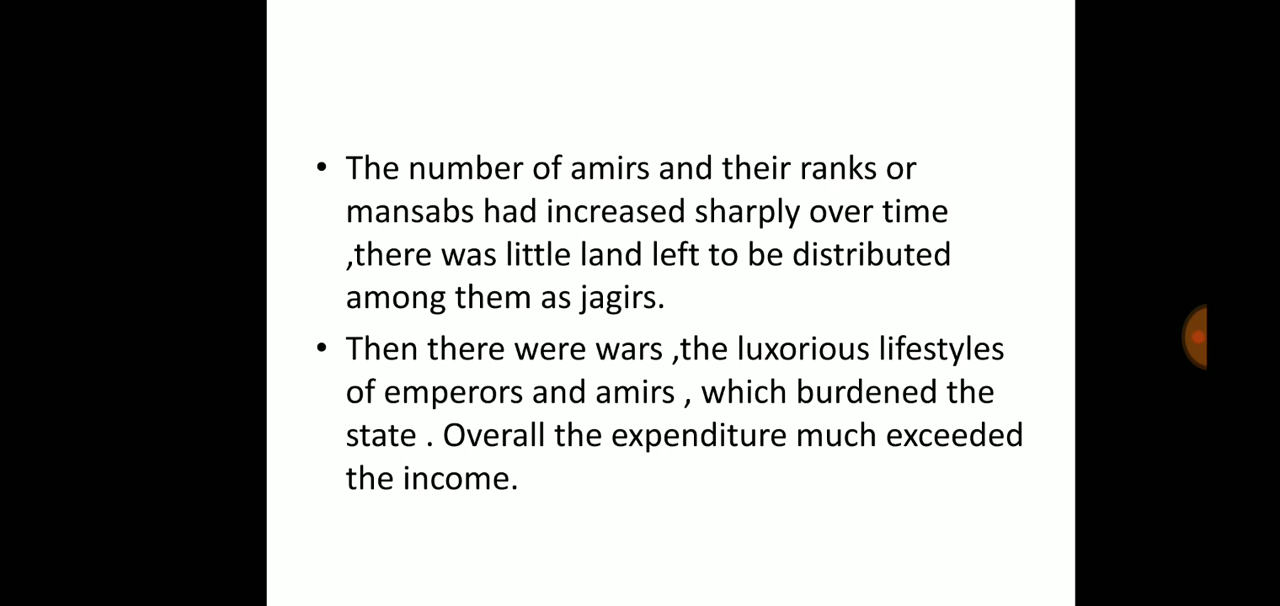 • The number of amirs and their ranks or
mansabs had increased sharply over time
,there was little land left to be distributed
among them as jagirs.
• Then there were wars ,the luxorious lifestyles
of emperors and amirs , which burdened the
state . Overall the expenditure much exceeded
the income.